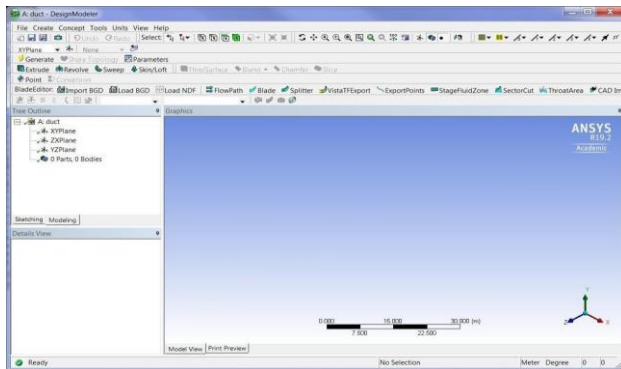 A: duct - DesignModeler
File Create Concept Tools Units View Help
Undo Redo Select:
XYPlane None
Generate Share Topology Parameters
Extrude Revolve Sweep Skin/Loft Thin/Surface Blend Chamfer Slice
Point Conversion
BladeEditor: Import BGD Load BGD Load NDF FlowPath Blade Splitter VistaTFExport ExportPoints StageFluidZone SectorCut ThroatArea CAD Im
Tree Outline Graphics
A: duct
XYPlane
ZXPlane
YZPlane
0 Parts, 0 Bodies
Sketching Modeling
Details View
ANSYS
R19.2
Academic
0.000 15.000 30.000 (m)
7.500 22.500
Y
Z X
Model View Print Preview
Ready No Selection Meter Degree 0 0